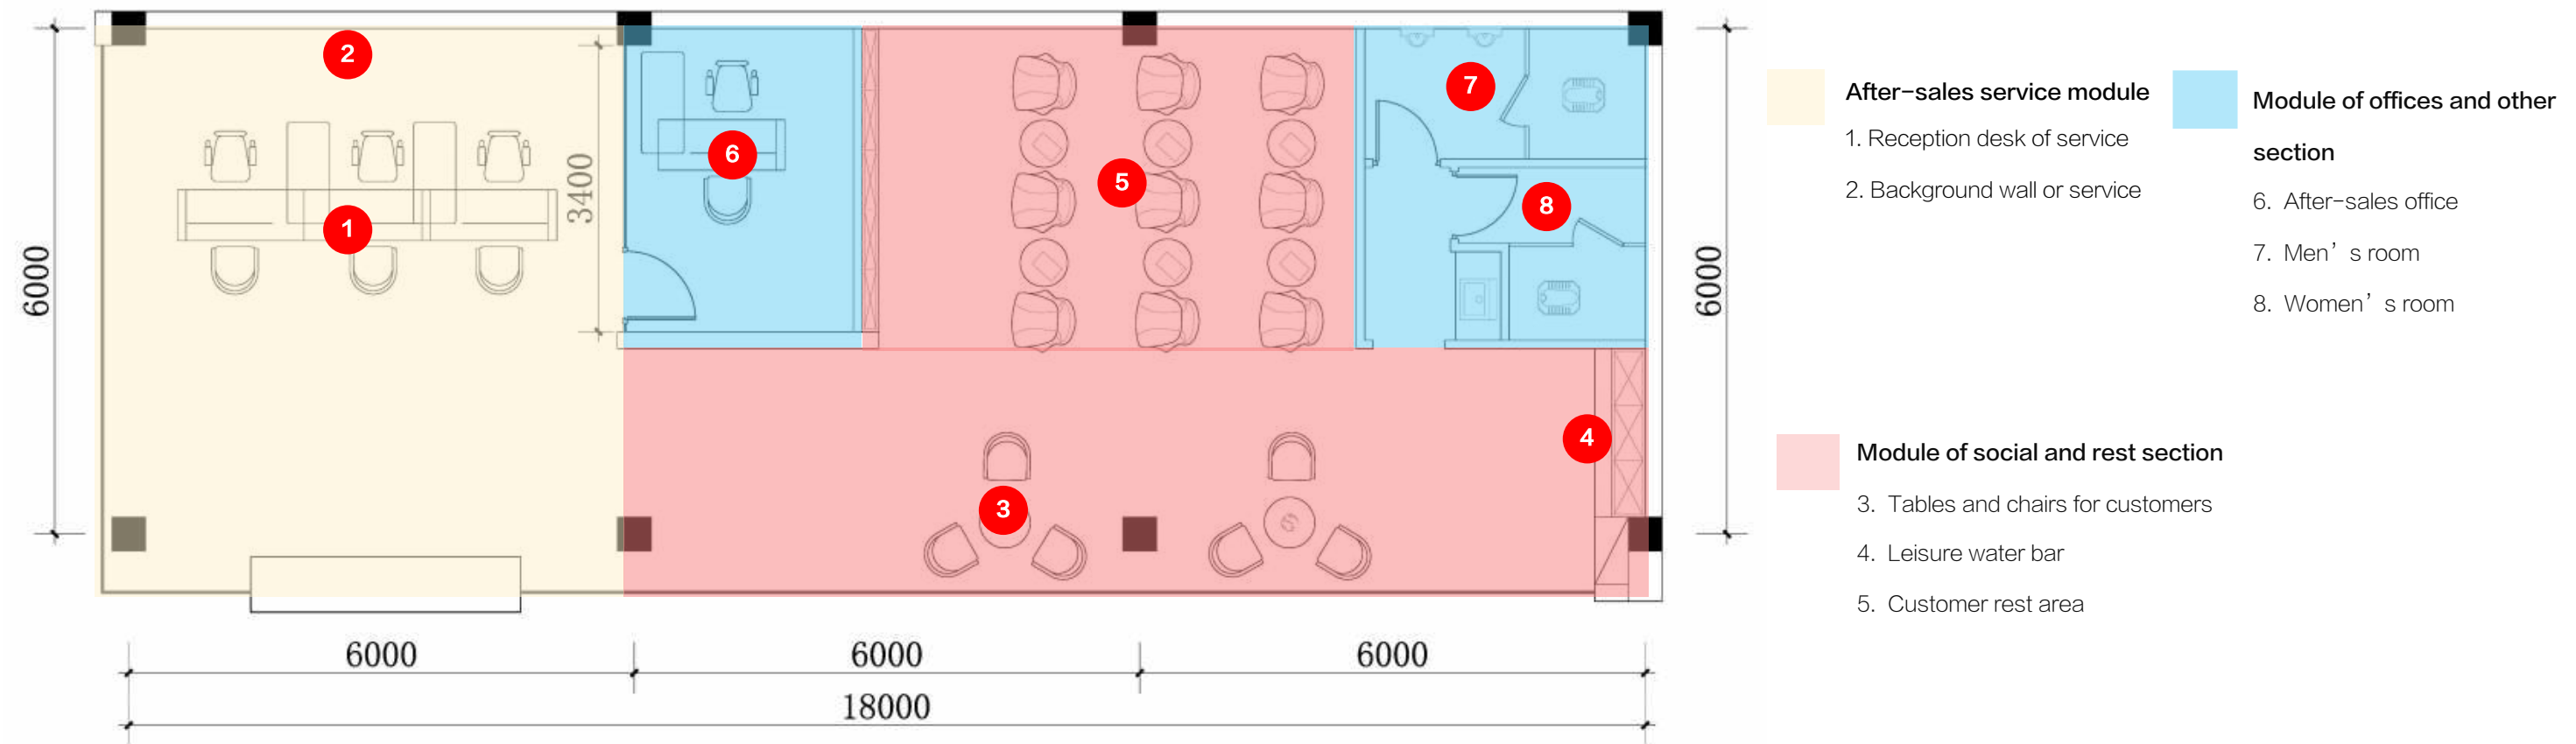 2
7
6
5
8
1
3
4
3400
6000
6000
6000
6000
6000
18000
After-sales service module
1. Reception desk of service
2. Background wall or service
Module of offices and other
section
6. After-sales office
7. Men’s room
8. Women’s room
Module of social and rest section
3. Tables and chairs for customers
4. Leisure water bar
5. Customer rest area